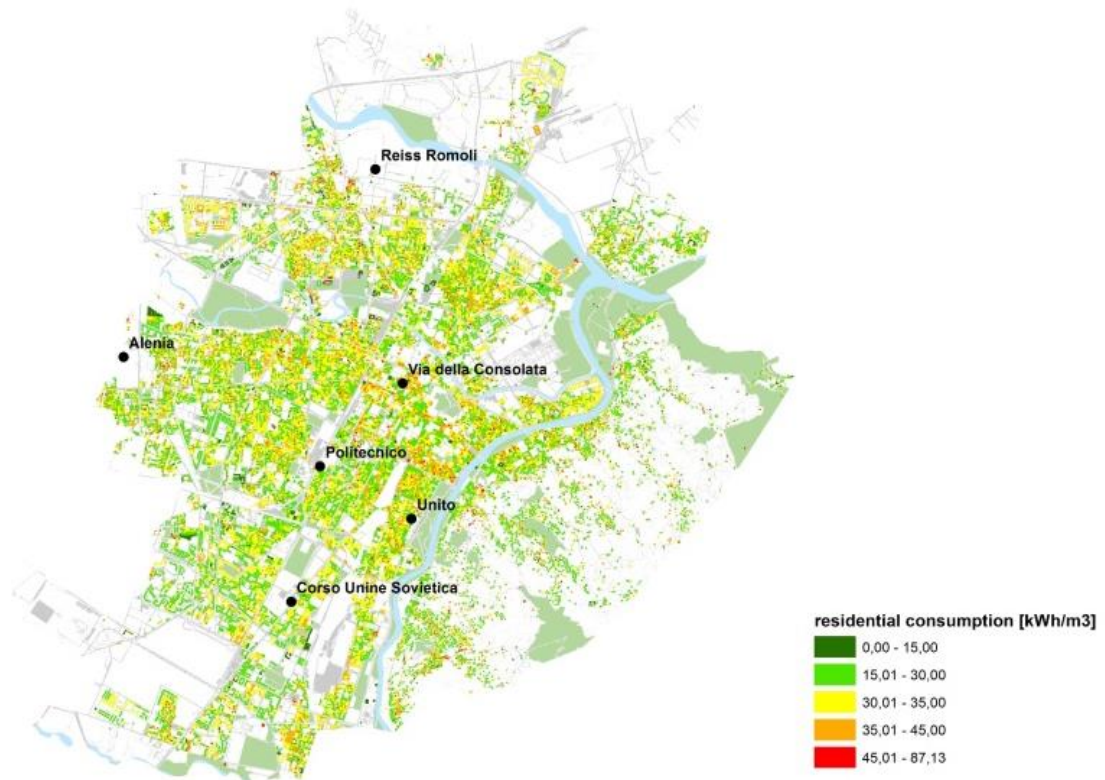 Reiss Romoli
Alenia
Via della Consolata
Politecnico
Unito
Corso Unine Sovietica
residential consumption [kWh/m3]
0,00 - 15,00
15,01 - 30,00
30,01 - 35,00
35,01 - 45,00
45,01 - 87,13